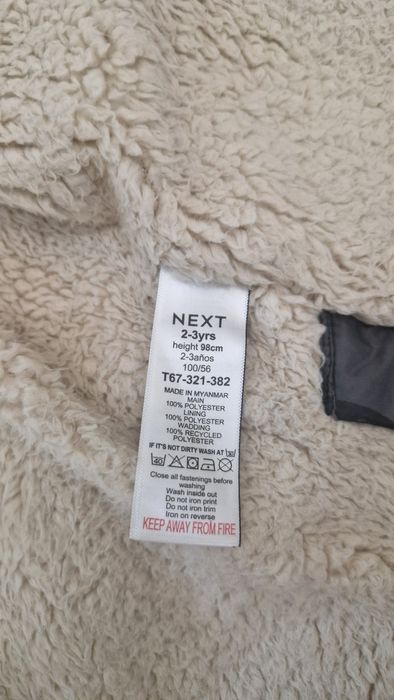 NEXT
2-3yrs
height 98cm
2-3años
100/56
T67-321-382
MADE IN MYANMAR
MAIN
100% POLYESTER
LINING
100% POLYESTER
WADDING
100% RECYCLED
POLYESTER
IF IT'S NOT DIRTY WASH AT 30
40
Close all fastenings before
washing
Wash inside out
Do not iron print
Do not iron trim
Iron on reverse
KEEP AWAY FROM FIRE